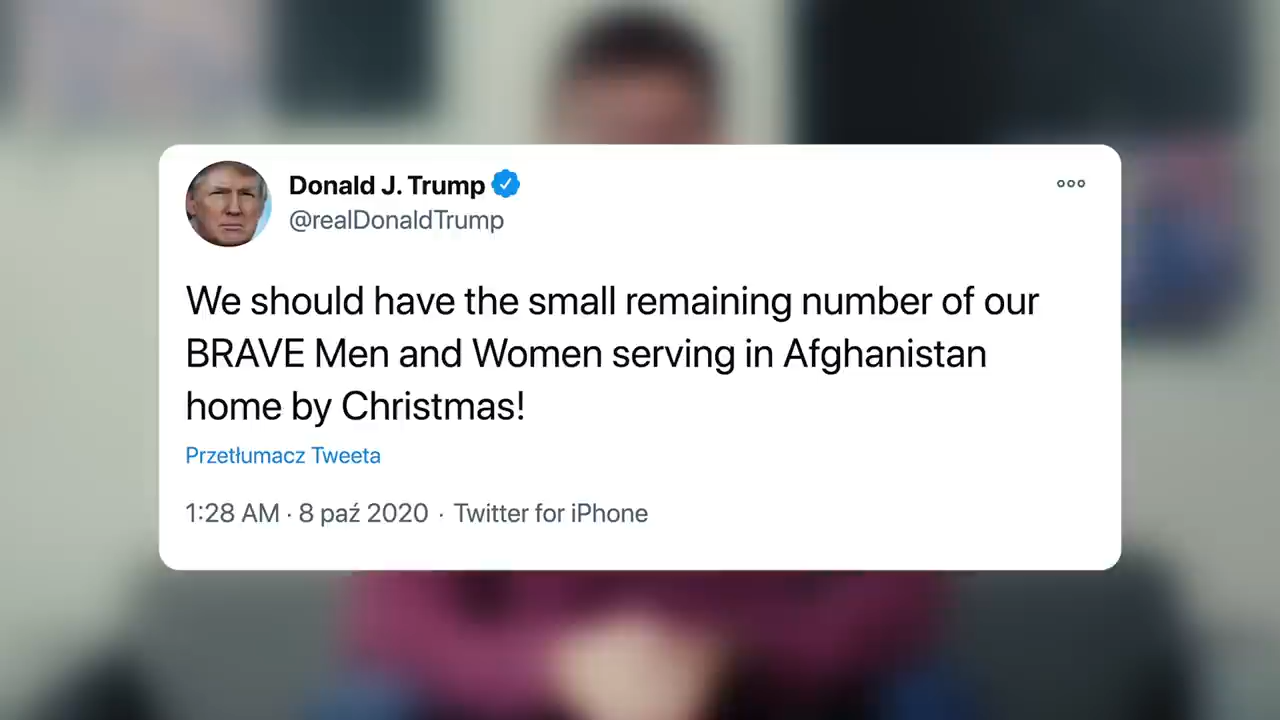 Donald J. Trump
@realDonaldTrump
We should have the small remaining number of our
BRAVE Men and Women serving in Afghanistan
home by Christmas!
Przetłumacz Tweeta
1:28 AM · 8 paź 2020 · Twitter for iPhone